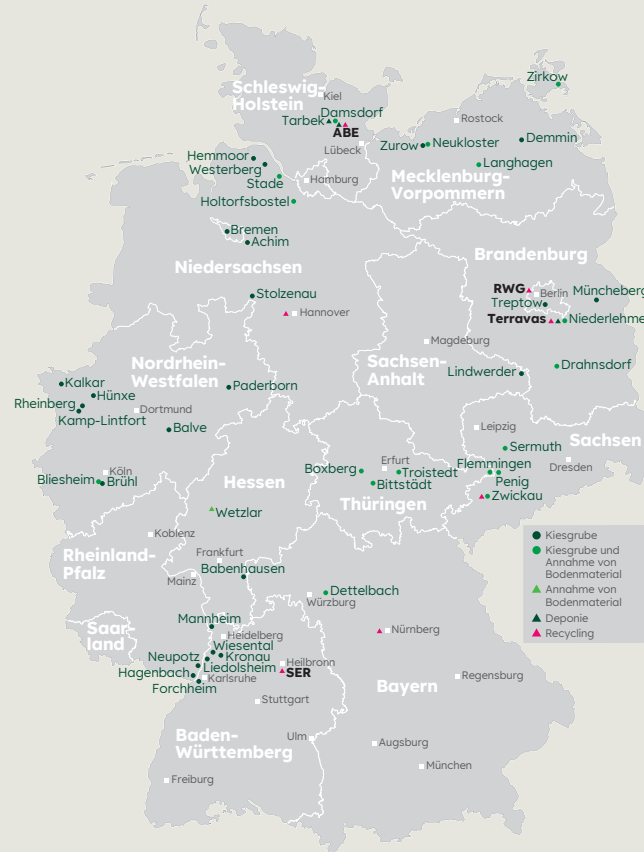 Zirkow
Schleswig-
Holstein
Kiel
Damsdorf
Tarbek
ABE
Rostock
Lübeck
Zurow
Neukloster
Demmin
Langhagen
Hemmoor
Westerberg
Stade
Hamburg
Mecklenburg-
Vorpommern
Holtorfsbostel
Bremen
Achim
Brandenburg
Niedersachsen
RWG
Berlin
Müncheberg
Treptow
Stolzenau
Hannover
Terravas
Niederlehme
Magdeburg
Nordrhein-
Westfalen
Sachsen-
Anhalt
Lindwerder
Drahnsdorf
Kalkar
Hünxe
Paderborn
Rheinberg
Dortmund
Kamp-Lintfort
Balve
Leipzig
Sachsen
Sermuth
Köln
Bliesheim
Brühl
Hessen
Boxberg
Erfurt
Troistedt
Bittstädt
Flemmingen
Dresden
Penig
Zwickau
Thüringen
Wetzlar
Koblenz
Rheinland-
Pfalz
Frankfurt
Babenhausen
Mainz
Dettelbach
Würzburg
Kiesgrube
Kiesgrube und
Annahme von
Bodenmaterial
Annahme von
Bodenmaterial
Deponie
Recycling
Saar-
land
Mannheim
Heidelberg
Nürnberg
Wiesental
Neupotz
Kronau
Liedolsheim
Heilbronn
SER
Hagenbach
Karlsruhe
Forchheim
Bayern
Regensburg
Stuttgart
Baden-
Württemberg
Ulm
Augsburg
München
Freiburg